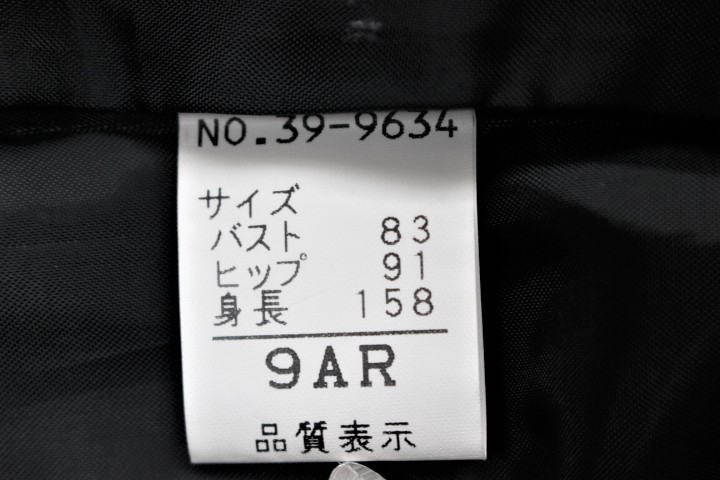 NO.39-9634
サイズ
バスト 83
ヒップ 91
身長 158
9AR
品質表示